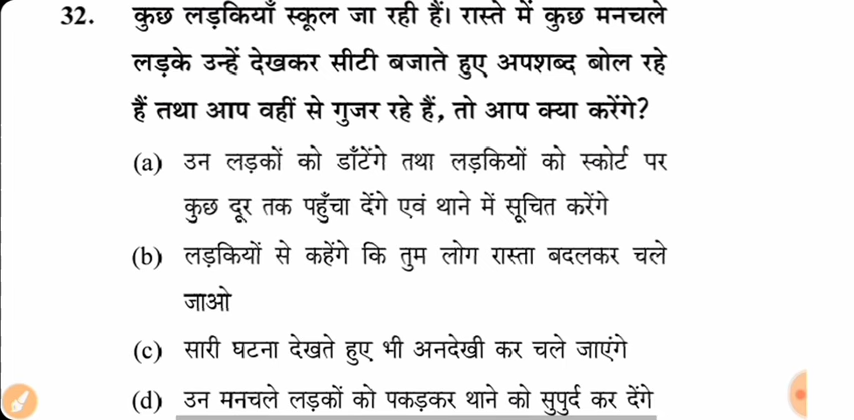 32. कुछ लड़कियाँ स्कूल जा रही हैं। रास्ते में कुछ मनचले
लड़के उन्हें देखकर सीटी बजाते हुए अपशब्द बोल रहे
हैं तथा आप वहीं से गुजर रहे हैं, तो आप क्या करेंगे?
(a) उन लड़कों को डाँटेंगे तथा लड़कियों को स्कोर्ट पर
कुछ दूर तक पहुँचा देंगे एवं थाने में सूचित करेंगे
(b) लड़कियों से कहेंगे कि तुम लोग रास्ता बदलकर चले
जाओ
(c) सारी घटना देखते हुए भी अनदेखी कर चले जाएंगे
(d) उन मनचले लड़कों को पकड़कर थाने को सुपुर्द कर देंगे